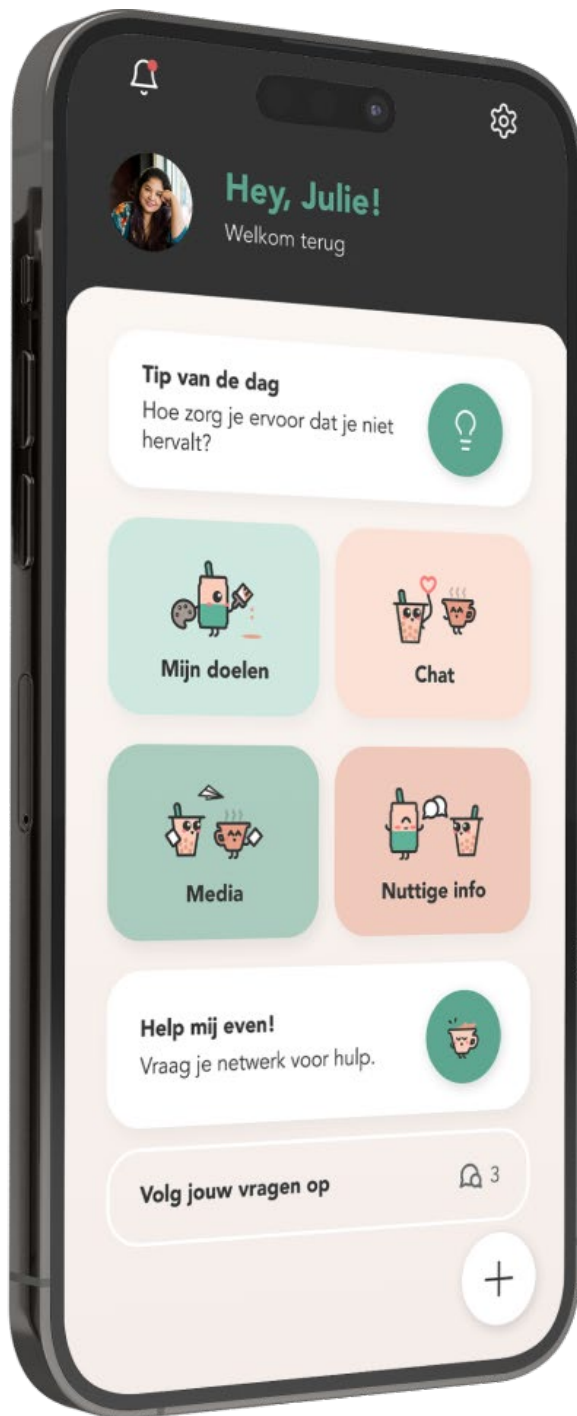 Hey, Julie!
Welkom terug
Tip van de dag
Hoe zorg je ervoor dat je niet
hervalt?
Mijn doelen
Chat
Media
Nuttige info
Help mij even!
Vraag je netwerk voor hulp.
Volg jouw vragen op
3